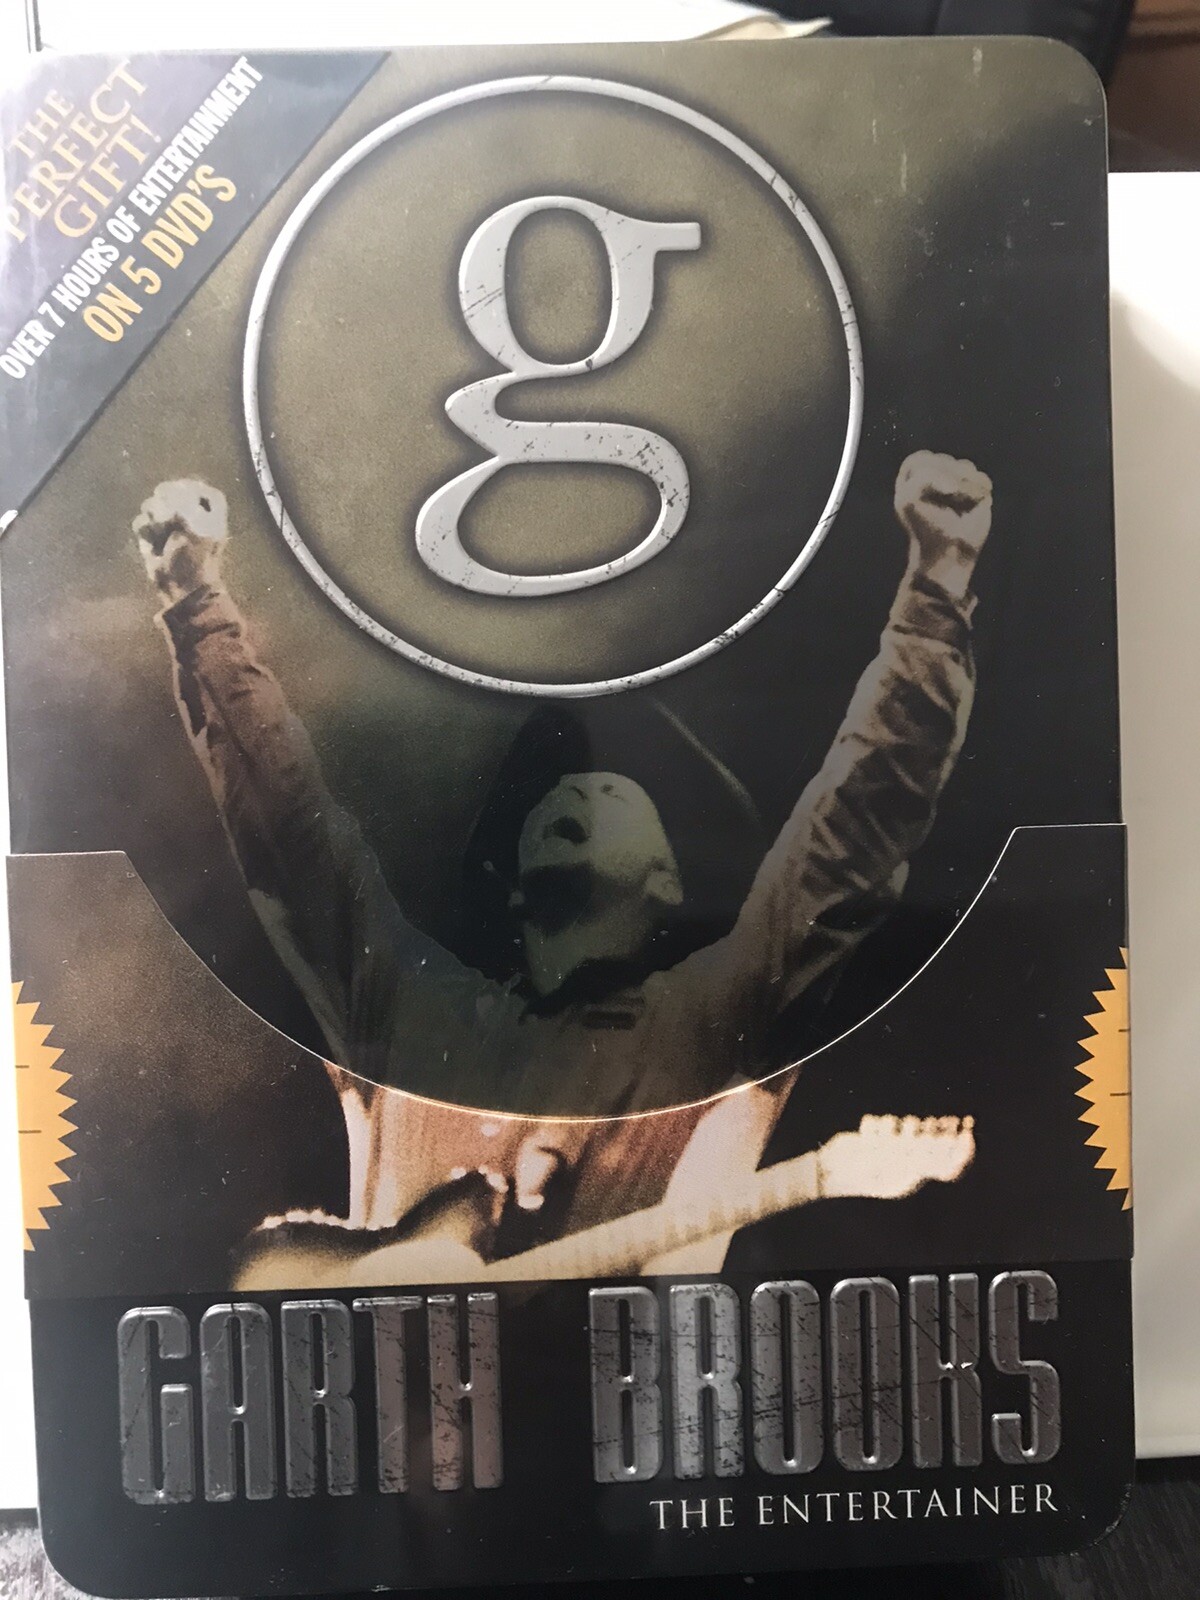 THE
PERFECT
GIFT!
OVER 7 HOURS OF ENTERTAINMENT
ON 5 DVD'S
g
GARTH BROOKS
THE ENTERTAINER